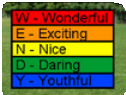 W - Wonderful
E - Exciting
N - Nice
D - Daring
Y - Youthful